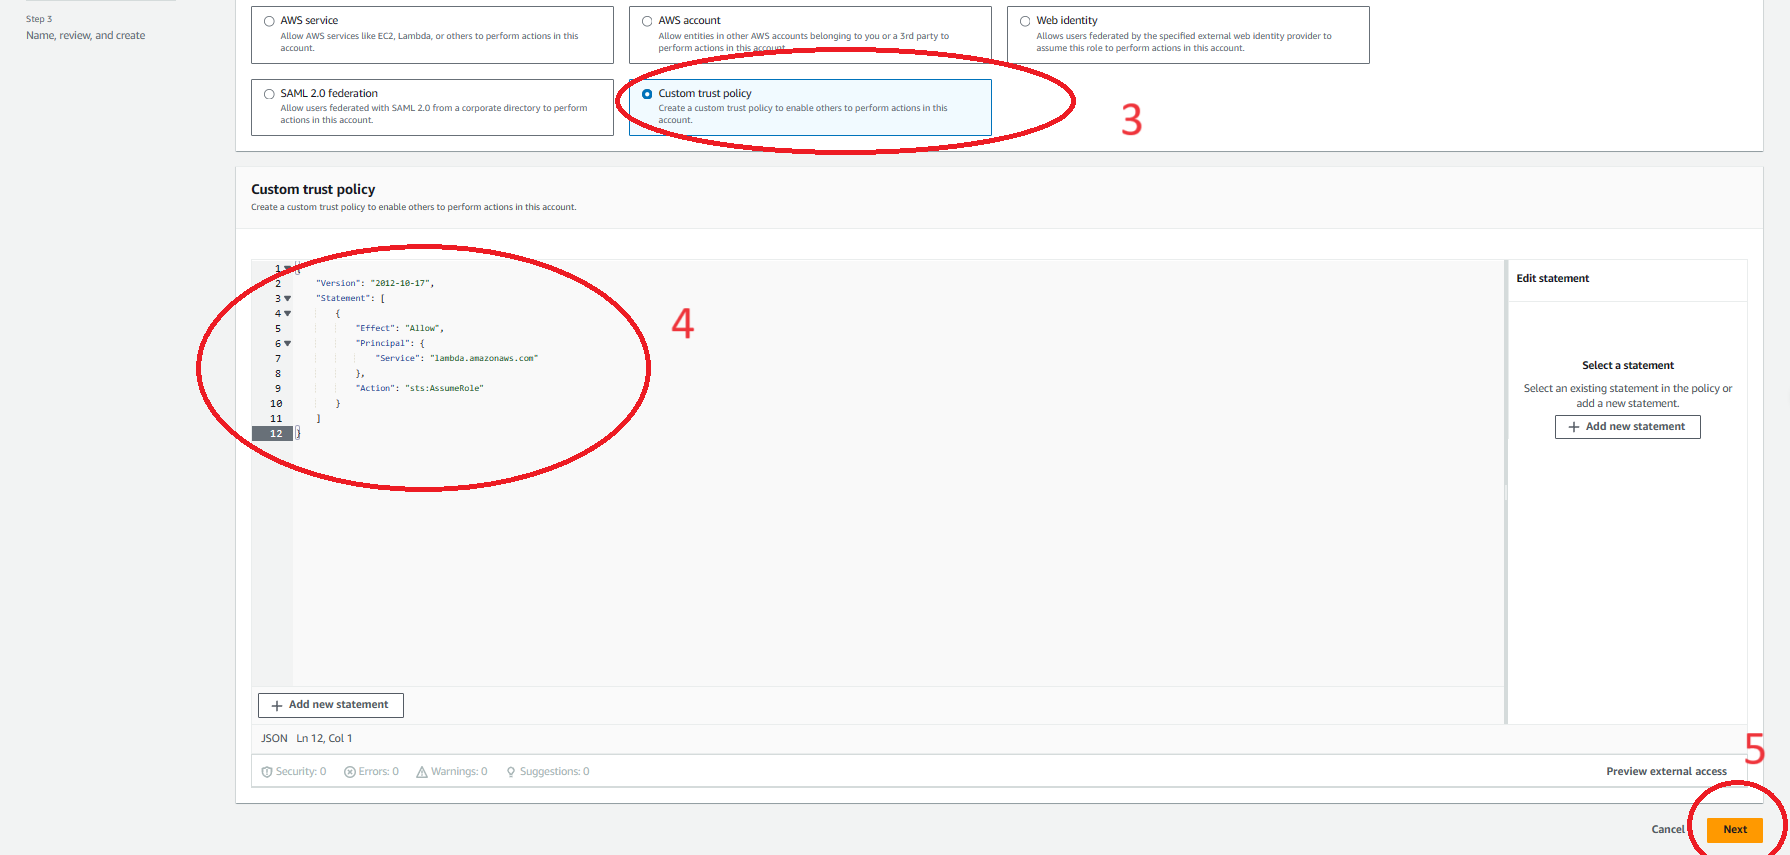 Step 3
Name, review, and create
AWS service
Allow AWS services like EC2, Lambda, or others to perform actions in this
account.
AWS account
Allow entities in other AWS accounts belonging to you or a 3rd party to
perform actions in this account.
Web identity
Allows users federated by the specified external web identity provider to
assume this role to perform actions in this account.
SAML 2.0 federation
Allow users federated with SAML 2.0 from a corporate directory to perform
actions in this account.
Custom trust policy
Create a custom trust policy to enable others to perform actions in this
account.
3
Custom trust policy
Create a custom trust policy to enable others to perform actions in this account.
1 {
2 "Version": "2012-10-17",
3 "Statement": [
4 {
5 "Effect": "Allow",
6 "Principal": {
7 "Service": "lambda.amazonaws.com"
8 },
9 "Action": "sts:AssumeRole"
10 }
11 ]
12 }
4
Edit statement
Select a statement
Select an existing statement in the policy or
add a new statement.
+ Add new statement
+ Add new statement
JSON Ln 12, Col 1
Security: 0 Errors: 0 Warnings: 0 Suggestions: 0
Preview external access
5
Cancel
Next